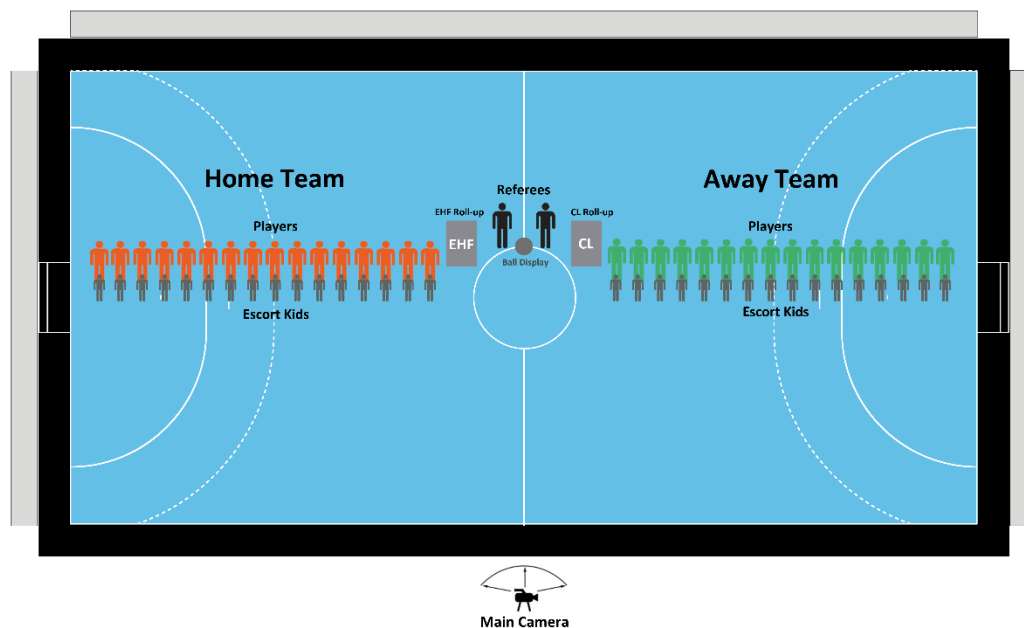 Home Team
Away Team
Referees
EHF Roll-up
CL Roll-up
Players
Players
EHF
CL
Ball Display
Escort Kids
Escort Kids
Main Camera